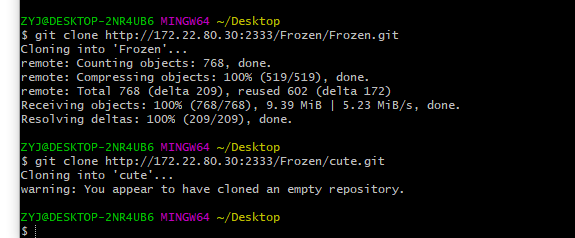 ZYJ@DESKTOP-2NR4UB6 MINGW64 ~/Desktop
$ git clone http://172.22.80.30:2333/Frozen/Frozen.git
Cloning into 'Frozen'...
remote: Counting objects: 768, done.
remote: Compressing objects: 100% (519/519), done.
remote: Total 768 (delta 209), reused 602 (delta 172)
Receiving objects: 100% (768/768), 9.39 MiB | 5.23 MiB/s, done.
Resolving deltas: 100% (209/209), done.
ZYJ@DESKTOP-2NR4UB6 MINGW64 ~/Desktop
$ git clone http://172.22.80.30:2333/Frozen/cute.git
Cloning into 'cute'...
warning: You appear to have cloned an empty repository.
ZYJ@DESKTOP-2NR4UB6 MINGW64 ~/Desktop
$